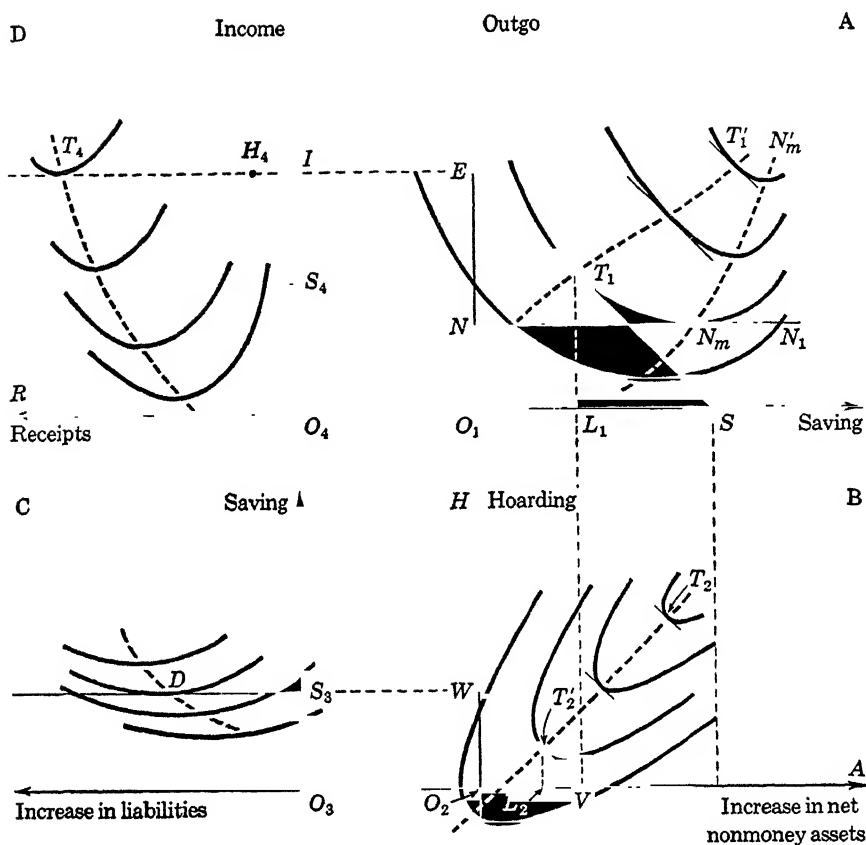 D Income Outgo A
T₄ H₄ I E T₁′ N′ₘ
S₄ T₁
N Nₘ N₁
R
Receipts O₄ O₁ L₁ S Saving
C Saving H Hoarding B
T₂
D S₃ W T₂′
A
Increase in liabilities O₃ O₂ L₂ V Increase in net
nonmoney assets